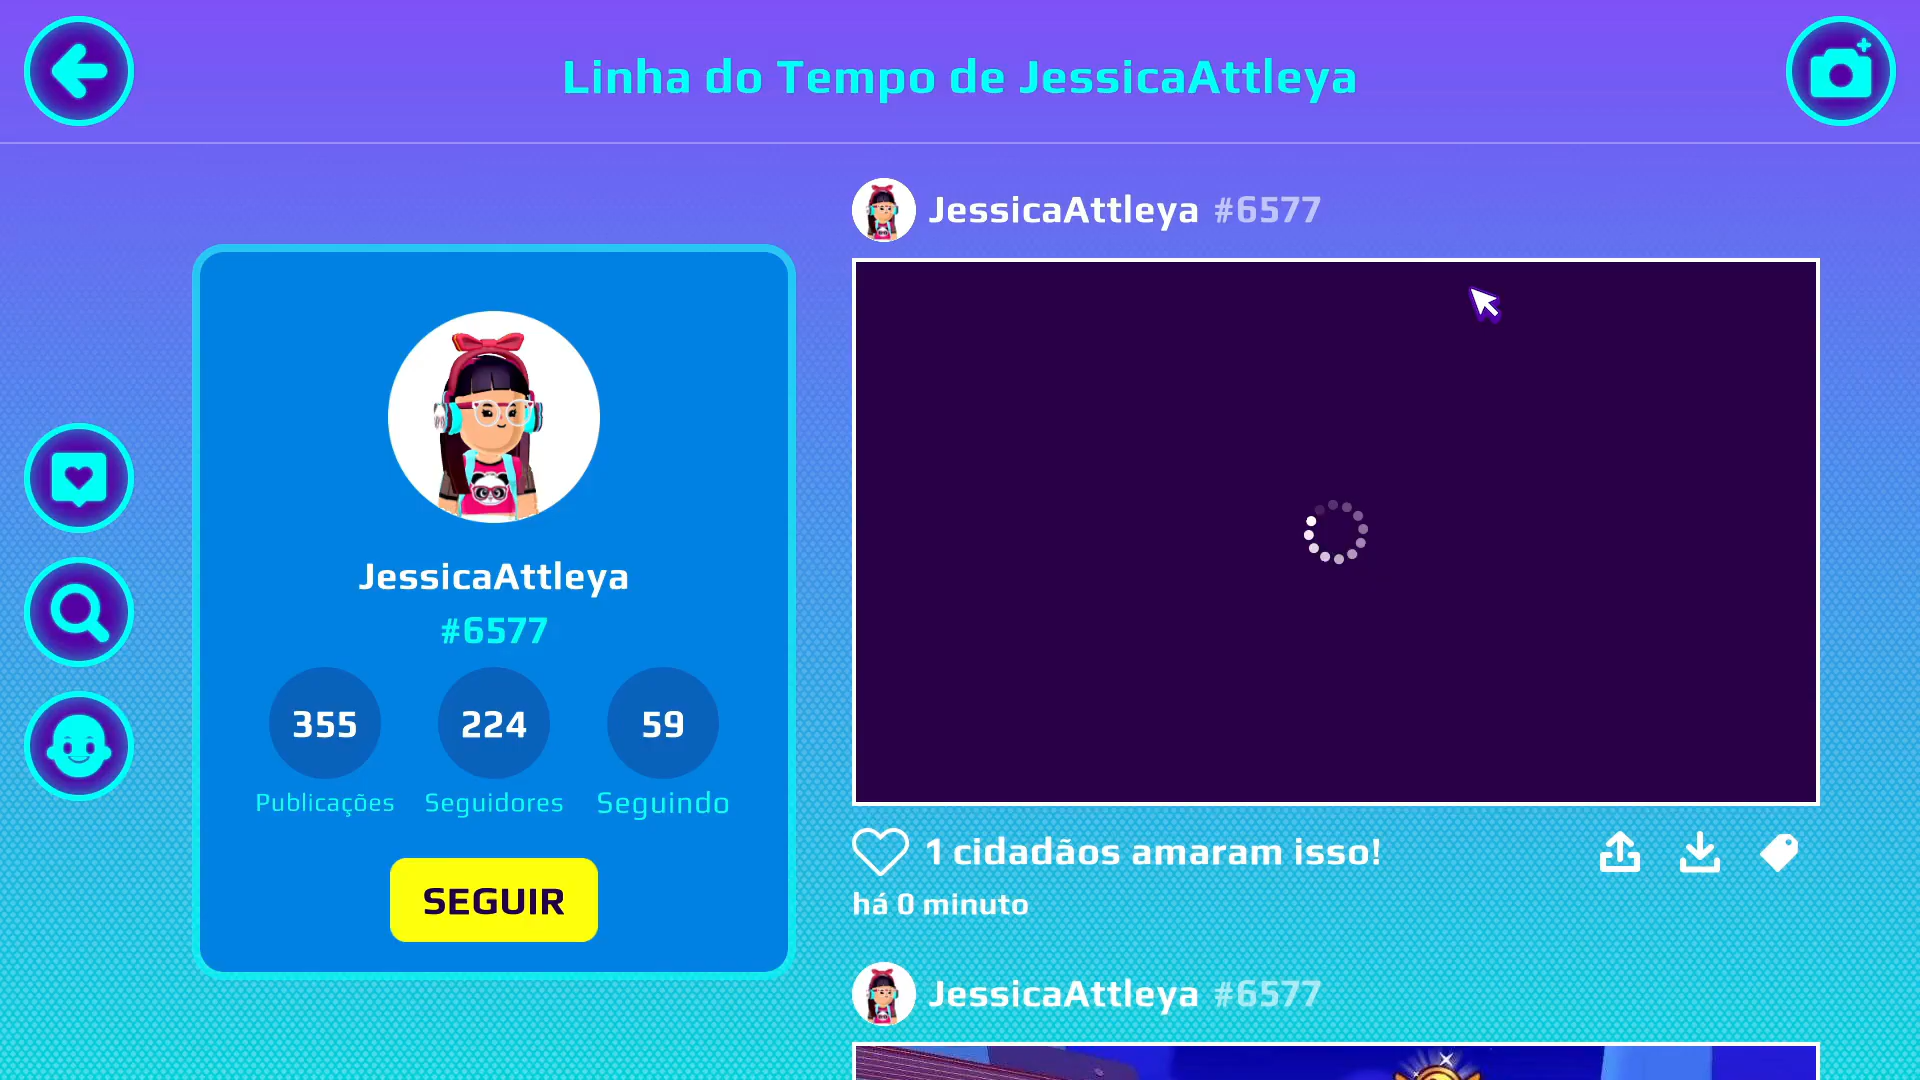 Linha do Tempo de JessicaAttleya
JessicaAttleya #6577
JessicaAttleya
#6577
355 224 59
Publicações Seguidores Seguindo
SEGUIR
1 cidadãos amaram isso!
há 0 minuto
JessicaAttleya #6577